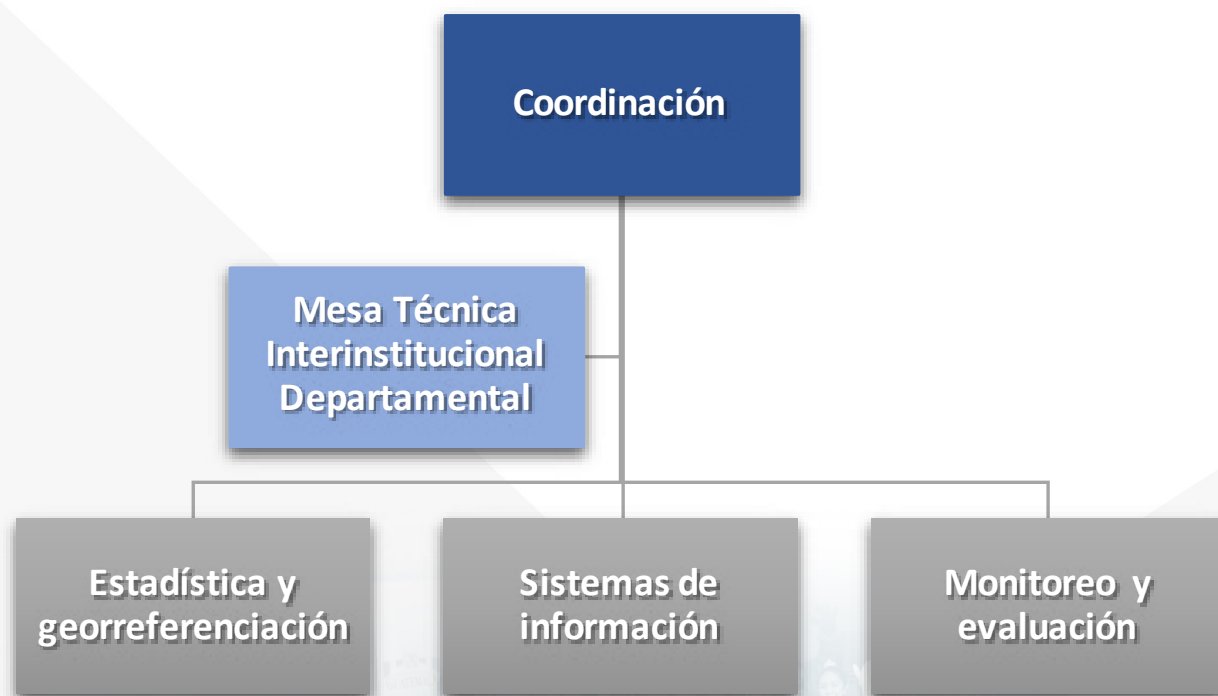 Coordinación
Mesa Técnica
Interinstitucional
Departamental
Estadística y
georreferenciación
Sistemas de
información
Monitoreo y
evaluación